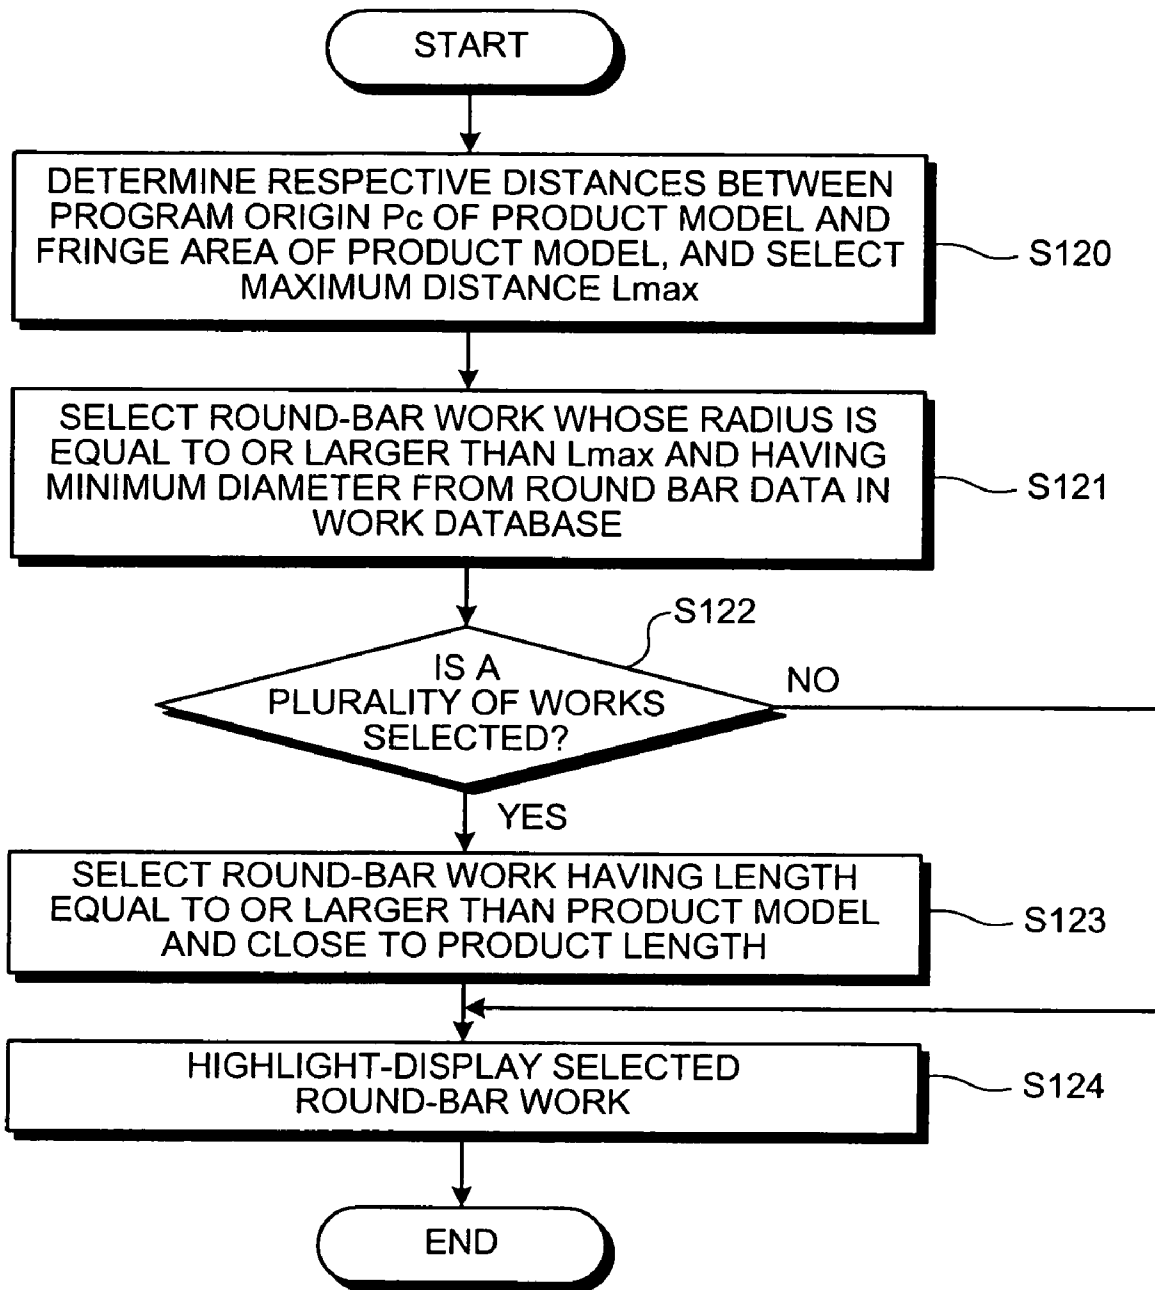 START
DETERMINE RESPECTIVE DISTANCES BETWEEN
PROGRAM ORIGIN Pc OF PRODUCT MODEL AND
FRINGE AREA OF PRODUCT MODEL, AND SELECT
MAXIMUM DISTANCE Lmax
S120
SELECT ROUND-BAR WORK WHOSE RADIUS IS
EQUAL TO OR LARGER THAN Lmax AND HAVING
MINIMUM DIAMETER FROM ROUND BAR DATA IN
WORK DATABASE
S121
S122
IS A
PLURALITY OF WORKS
SELECTED?
NO
YES
SELECT ROUND-BAR WORK HAVING LENGTH
EQUAL TO OR LARGER THAN PRODUCT MODEL
AND CLOSE TO PRODUCT LENGTH
S123
HIGHLIGHT-DISPLAY SELECTED
ROUND-BAR WORK
S124
END